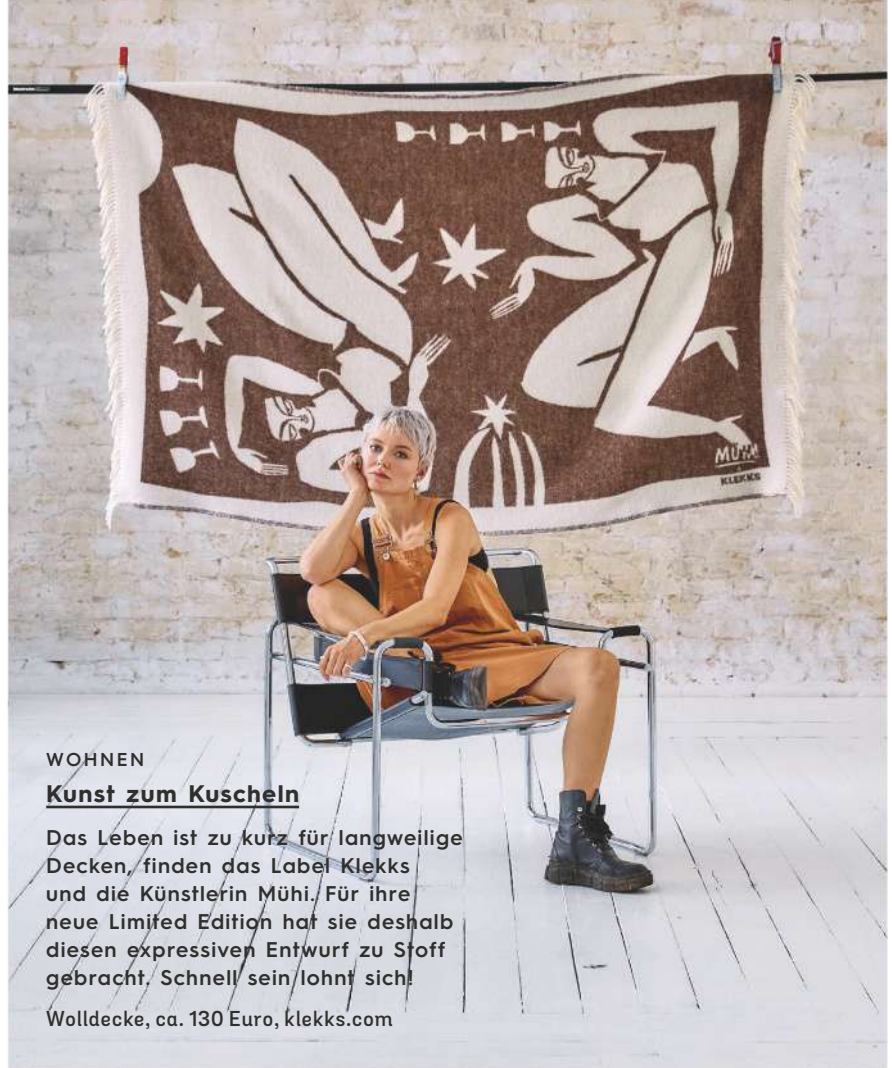 MÜHI
KLEKKS
WOHNEN
Kunst zum Kuscheln
Das Leben ist zu kurz für langweilige
Decken, finden das Label Klekks
und die Künstlerin Mühi. Für ihre
neue Limited Edition hat sie deshalb
diesen expressiven Entwurf zu Stoff
gebracht. Schnell sein lohnt sich!
Wolldecke, ca. 130 Euro, klekks.com